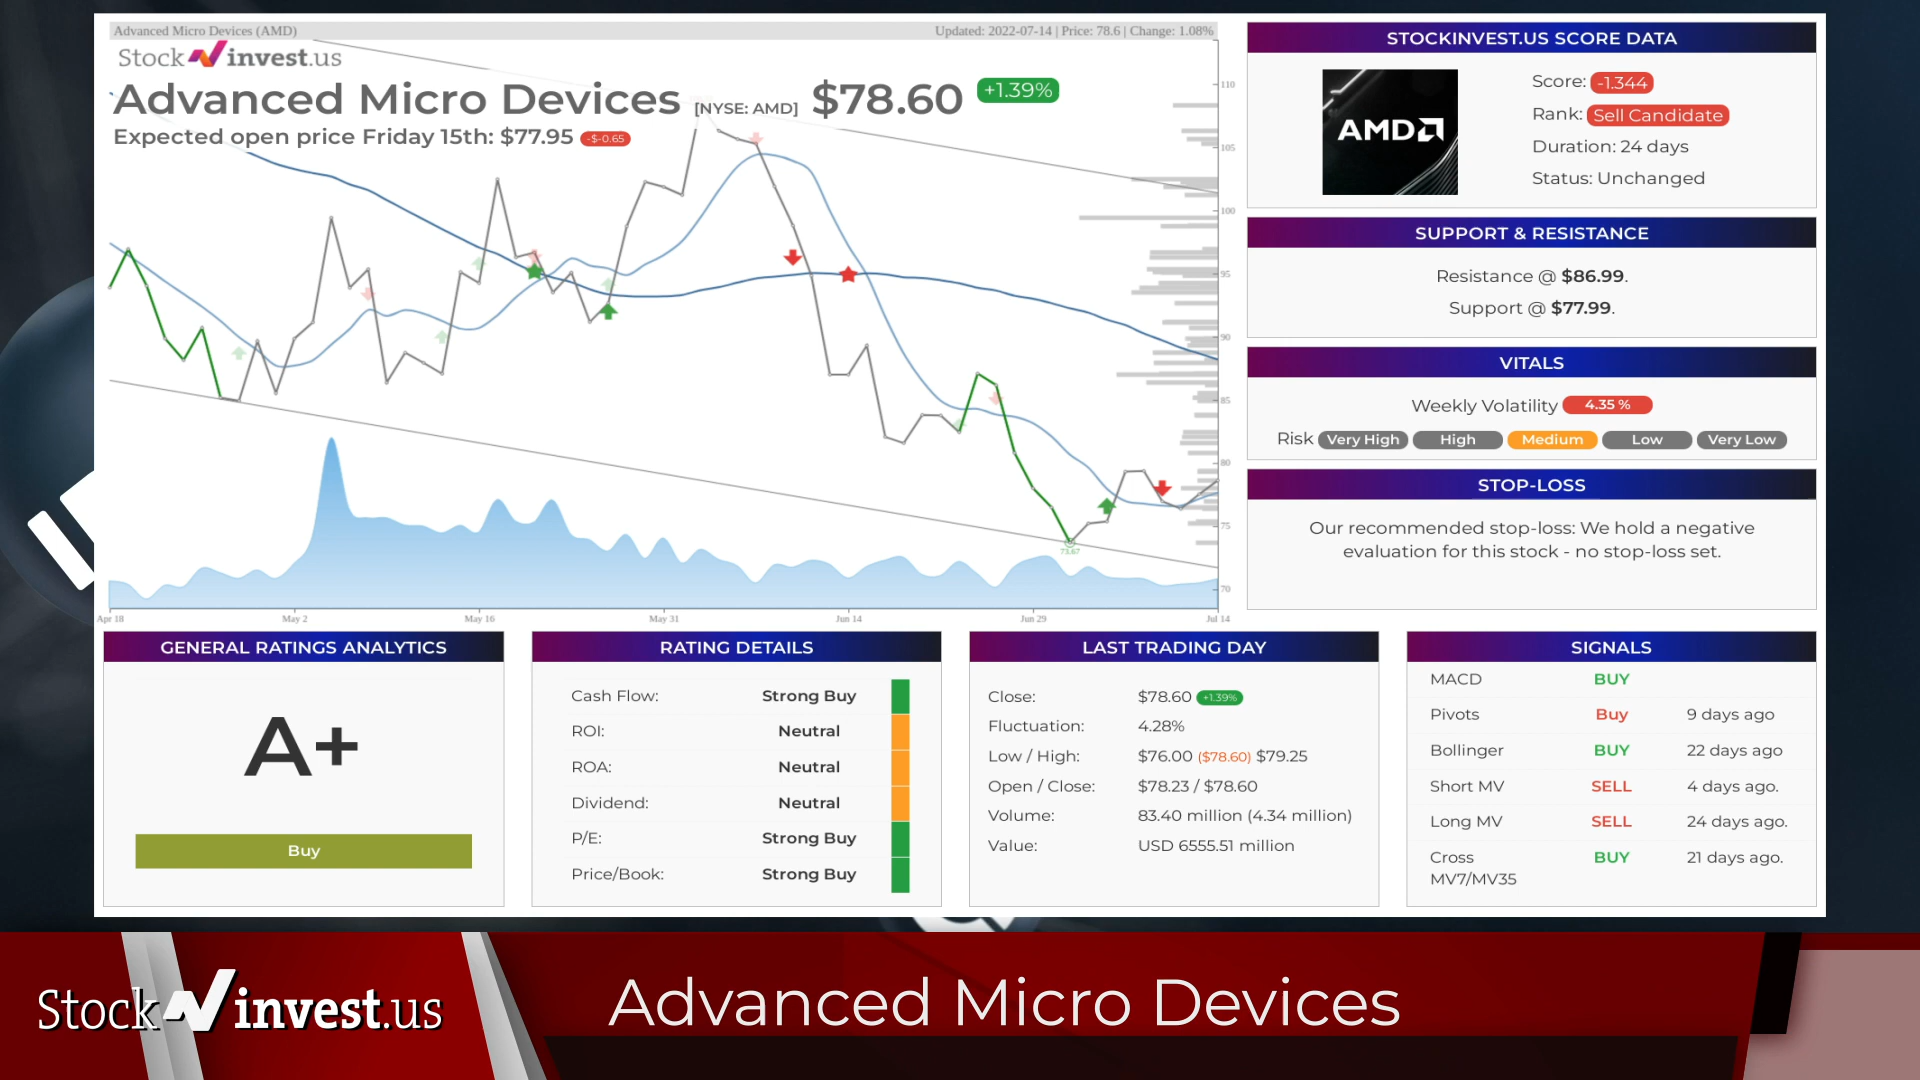 Advanced Micro Devices (AMD)
Updated: 2022-07-14 | Price: 78.6 | Change: 1.08%
Stock invest.us
Advanced Micro Devices [NYSE: AMD] $78.60 +1.39%
Expected open price Friday 15th: $77.95 -$-0.65
110
105
100
95
90
85
80
75
70
73.67
Apr 18 May 2 May 16 May 31 Jun 14 Jun 29 Jul 14
STOCKINVEST.US SCORE DATA
AMD
Score: -1.344
Rank: Sell Candidate
Duration: 24 days
Status: Unchanged
SUPPORT & RESISTANCE
Resistance @ $86.99.
Support @ $77.99.
VITALS
Weekly Volatility 4.35 %
Risk Very High High Medium Low Very Low
STOP-LOSS
Our recommended stop-loss: We hold a negative
evaluation for this stock - no stop-loss set.
GENERAL RATINGS ANALYTICS
A+
Buy
RATING DETAILS
Cash Flow: Strong Buy
ROI: Neutral
ROA: Neutral
Dividend: Neutral
P/E: Strong Buy
Price/Book: Strong Buy
LAST TRADING DAY
Close: $78.60 +1.39%
Fluctuation: 4.28%
Low / High: $76.00 ($78.60) $79.25
Open / Close: $78.23 / $78.60
Volume: 83.40 million (4.34 million)
Value: USD 6555.51 million
SIGNALS
MACD BUY
Pivots Buy 9 days ago
Bollinger BUY 22 days ago
Short MV SELL 4 days ago.
Long MV SELL 24 days ago.
Cross BUY 21 days ago.
MV7/MV35
Stock invest.us
Advanced Micro Devices